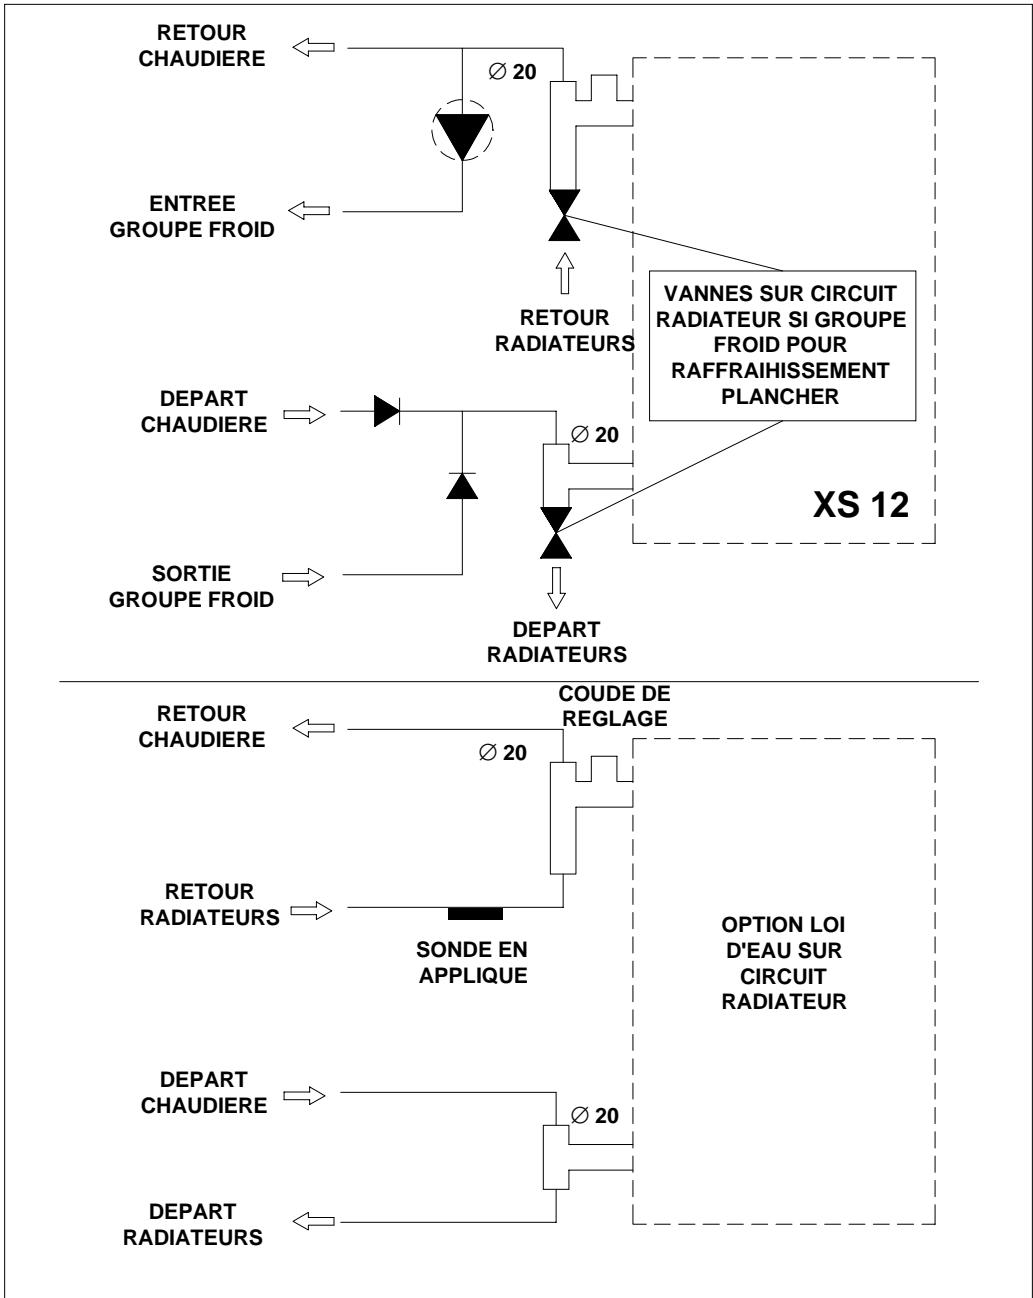 RETOUR
CHAUDIERE
∅ 20
ENTREE
GROUPE FROID
RETOUR
RADIATEURS
VANNES SUR CIRCUIT
RADIATEUR SI GROUPE
FROID POUR
RAFFRAIHISSEMENT
PLANCHER
DEPART
CHAUDIERE
∅ 20
XS 12
SORTIE
GROUPE FROID
DEPART
RADIATEURS
COUDE DE
REGLAGE
RETOUR
CHAUDIERE
∅ 20
RETOUR
RADIATEURS
SONDE EN
APPLIQUE
OPTION LOI
D'EAU SUR
CIRCUIT
RADIATEUR
DEPART
CHAUDIERE
∅ 20
DEPART
RADIATEURS